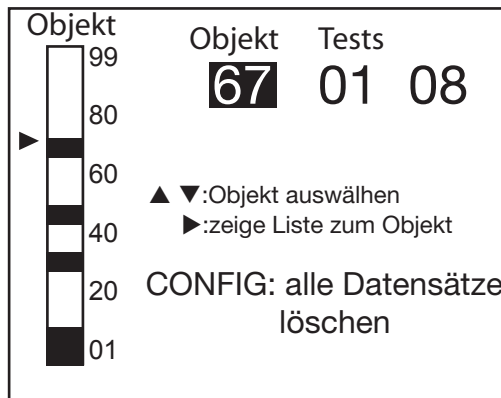 Objekt
99
80
60
40
20
01
Objekt Tests
67 01 08
▲ ▼:Objekt auswälhen
▶:zeige Liste zum Objekt
CONFIG: alle Datensätze
löschen